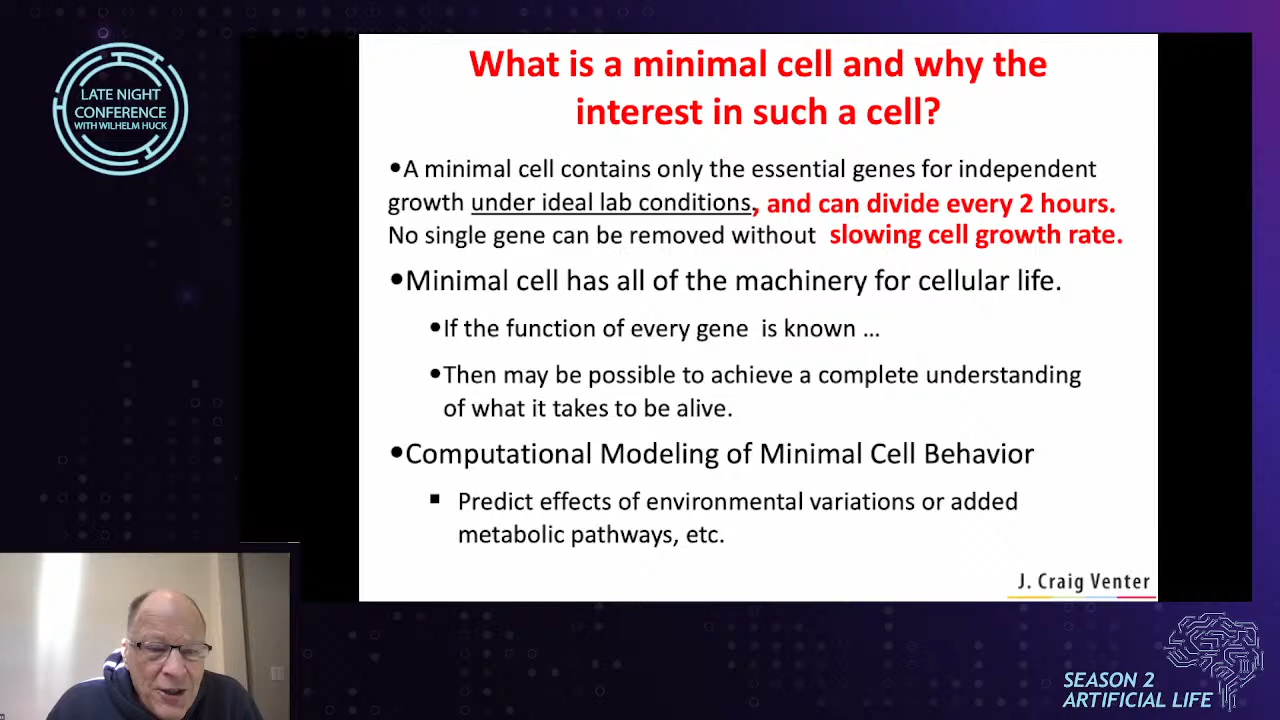 LATE NIGHT
CONFERENCE
WITH WILHELM HUCK
What is a minimal cell and why the
interest in such a cell?
•A minimal cell contains only the essential genes for independent
growth under ideal lab conditions, and can divide every 2 hours.
No single gene can be removed without slowing cell growth rate.
•Minimal cell has all of the machinery for cellular life.
•If the function of every gene is known ...
•Then may be possible to achieve a complete understanding
of what it takes to be alive.
•Computational Modeling of Minimal Cell Behavior
▪ Predict effects of environmental variations or added
metabolic pathways, etc.
J. Craig Venter
SEASON 2
ARTIFICIAL LIFE